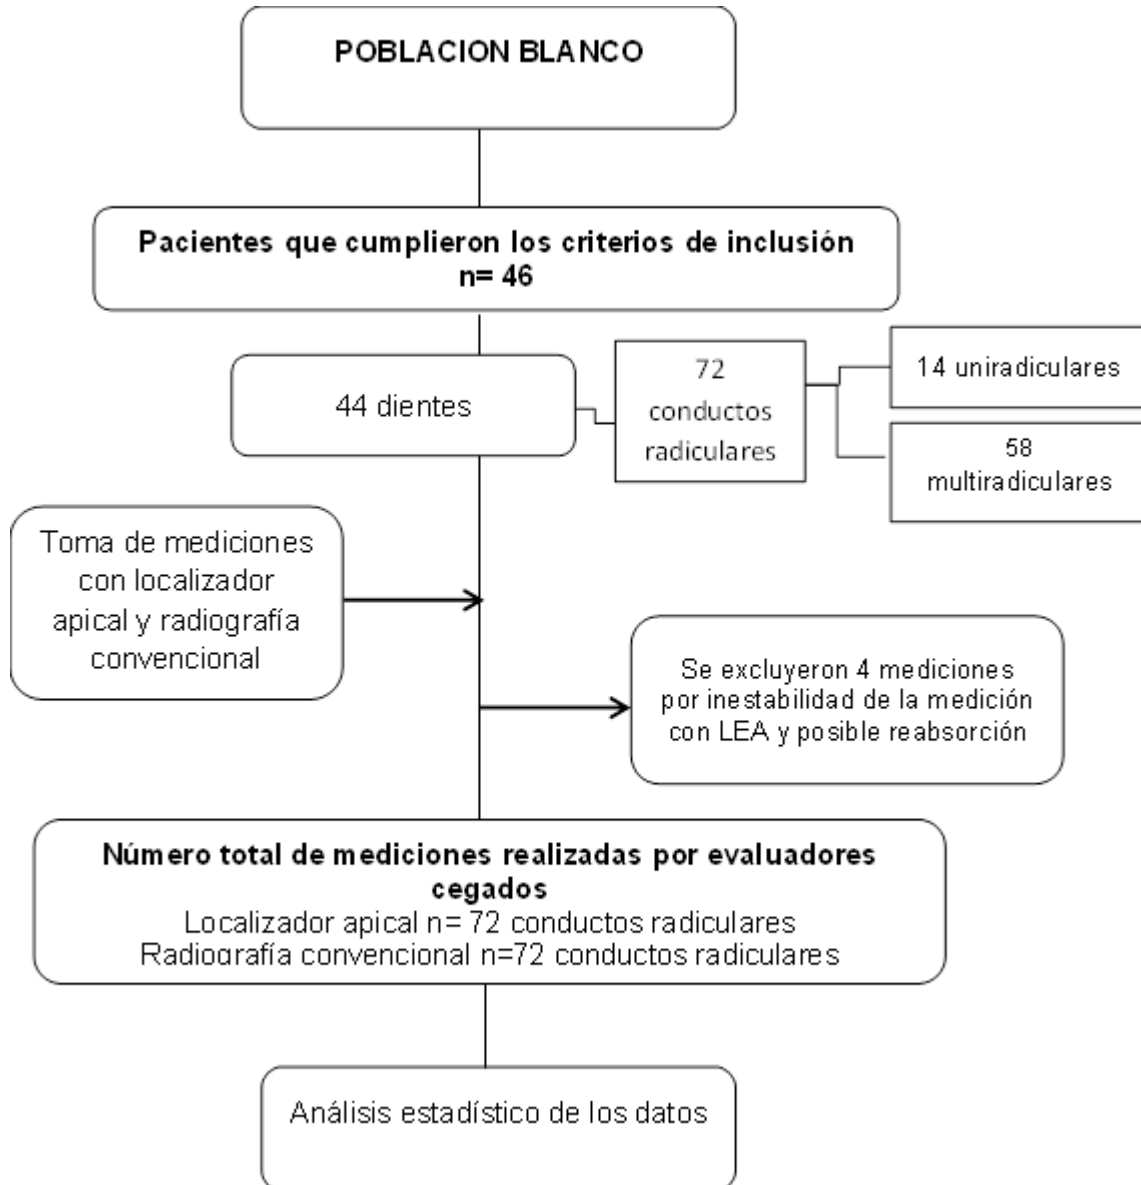 POBLACION BLANCO
Pacientes que cumplieron los criterios de inclusión
n= 46
44 dientes
72
conductos
radiculares
14 uniradiculares
58
multiradiculares
Toma de mediciones
con localizador
apical y radiografía
convencional
Se excluyeron 4 mediciones
por inestabilidad de la medición
con LEA y posible reabsorción
Número total de mediciones realizadas por evaluadores
cegados
Localizador apical n= 72 conductos radiculares
Radiografía convencional n=72 conductos radiculares
Análisis estadístico de los datos